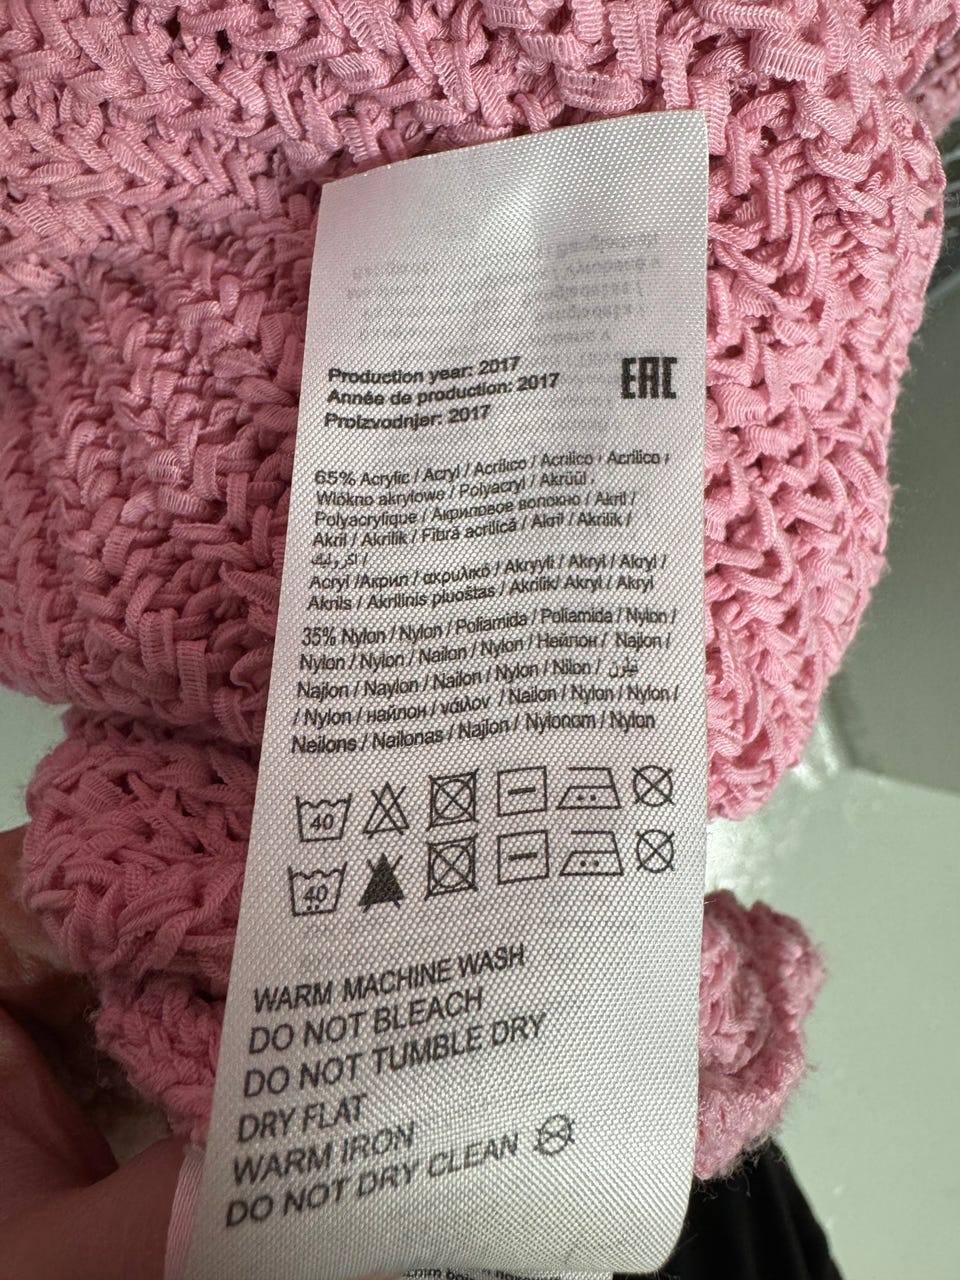 Production year: 2017
Année de production: 2017
Proizvodnjer: 2017
EAC
65% Acrylic / Acryl / Acrílico / Acrilico / Acrílico /
Włókno akrylowe / Polyacryl / Akrüül /
Polyacrylique / Акриловое волокно / Akril /
Akril / Akrilik / Fibră acrilică / Akril / Akrilik /
اكريليك /
Acryl /Акрил / ακρυλικό / Akryyli / Akryl / Akryl /
Akrils / Akrilinis pluoštas / Akrilik/ Akryl / Akryl
35% Nylon / Nylon / Poliamida / Poliamida / Nylon /
Nylon / Nylon / Nailon / Nylon / Нейлон / Najlon /
Najlon / Naylon / Nailon / Nylon / Nilon / نيلون
/ Nylon / найлон / νάιλον / Nailon / Nylon / Nylon /
Neilons / Nailonas / Najlon / Nylonom / Nylon
40
40
WARM MACHINE WASH
DO NOT BLEACH
DO NOT TUMBLE DRY
DRY FLAT
WARM IRON
DO NOT DRY CLEAN